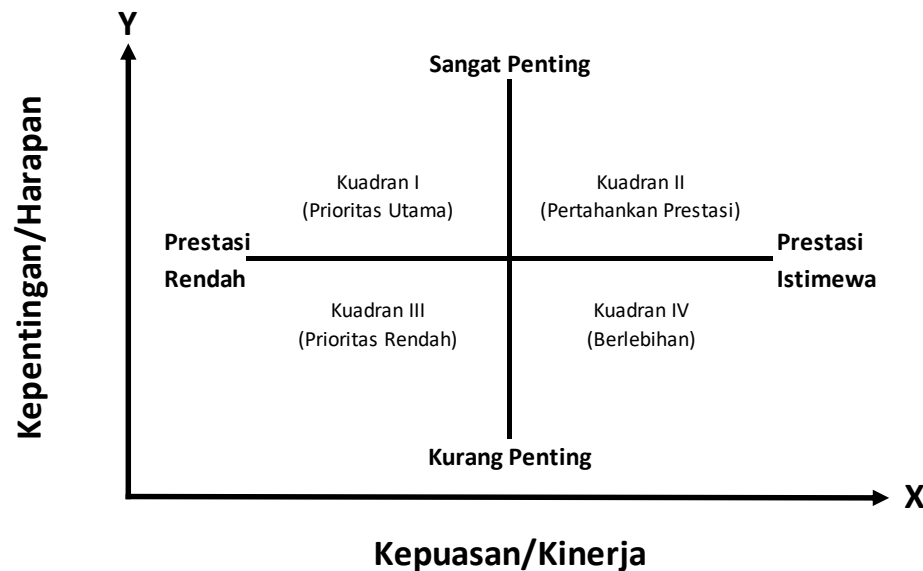 Y
Sangat Penting
Kepentingan/Harapan
Kuadran I
(Prioritas Utama)
Kuadran II
(Pertahankan Prestasi)
Prestasi
Rendah
Prestasi
Istimewa
Kuadran III
(Prioritas Rendah)
Kuadran IV
(Berlebihan)
Kurang Penting
X
Kepuasan/Kinerja